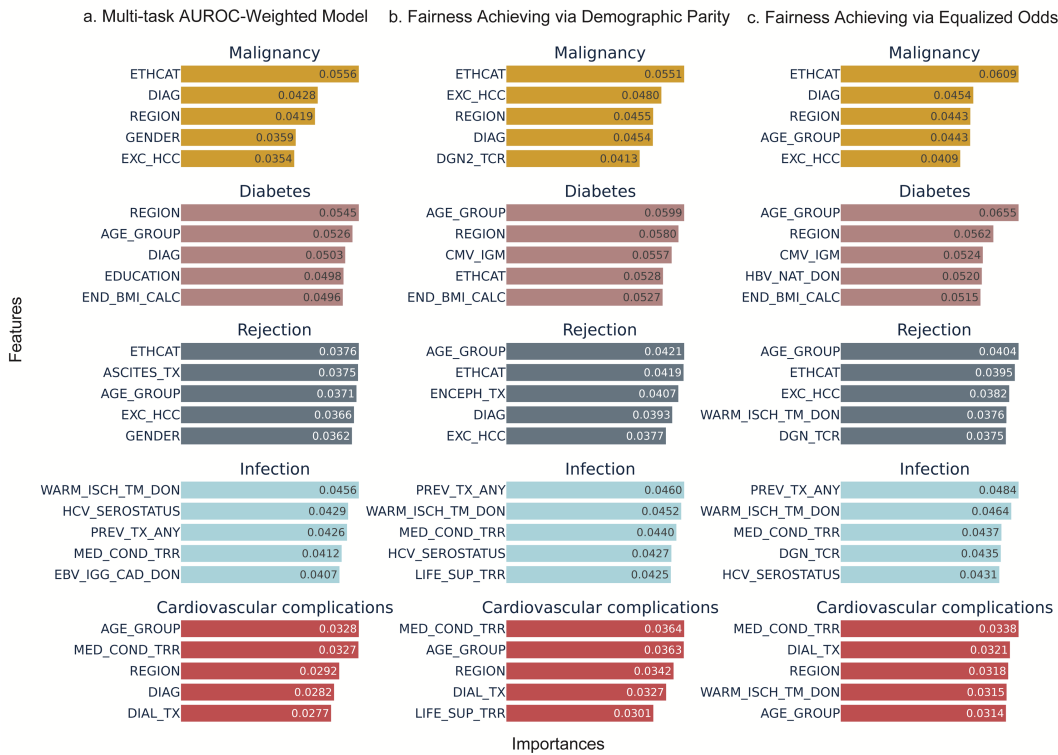 a. Multi-task AUROC-Weighted Model
b. Fairness Achieving via Demographic Parity
c. Fairness Achieving via Equalized Odds
Features
Malignancy
ETHCAT 0.0556
DIAG 0.0428
REGION 0.0419
GENDER 0.0359
EXC_HCC 0.0354
Diabetes
REGION 0.0545
AGE_GROUP 0.0526
DIAG 0.0503
EDUCATION 0.0498
END_BMI_CALC 0.0496
Rejection
ETHCAT 0.0376
ASCITES_TX 0.0375
AGE_GROUP 0.0371
EXC_HCC 0.0366
GENDER 0.0362
Infection
WARM_ISCH_TM_DON 0.0456
HCV_SEROSTATUS 0.0429
PREV_TX_ANY 0.0426
MED_COND_TRR 0.0412
EBV_IGG_CAD_DON 0.0407
Cardiovascular complications
AGE_GROUP 0.0328
MED_COND_TRR 0.0327
REGION 0.0292
DIAG 0.0282
DIAL_TX 0.0277
Malignancy
ETHCAT 0.0551
EXC_HCC 0.0480
REGION 0.0455
DIAG 0.0454
DGN2_TCR 0.0413
Diabetes
AGE_GROUP 0.0599
REGION 0.0580
CMV_IGM 0.0557
ETHCAT 0.0528
END_BMI_CALC 0.0527
Rejection
AGE_GROUP 0.0421
ETHCAT 0.0419
ENCEPH_TX 0.0407
DIAG 0.0393
EXC_HCC 0.0377
Infection
PREV_TX_ANY 0.0460
WARM_ISCH_TM_DON 0.0452
MED_COND_TRR 0.0440
HCV_SEROSTATUS 0.0427
LIFE_SUP_TRR 0.0425
Cardiovascular complications
MED_COND_TRR 0.0364
AGE_GROUP 0.0363
REGION 0.0342
DIAL_TX 0.0327
LIFE_SUP_TRR 0.0301
Malignancy
ETHCAT 0.0609
DIAG 0.0454
REGION 0.0443
AGE_GROUP 0.0443
EXC_HCC 0.0409
Diabetes
AGE_GROUP 0.0655
REGION 0.0562
CMV_IGM 0.0524
HBV_NAT_DON 0.0520
END_BMI_CALC 0.0515
Rejection
AGE_GROUP 0.0404
ETHCAT 0.0395
EXC_HCC 0.0382
WARM_ISCH_TM_DON 0.0376
DGN_TCR 0.0375
Infection
PREV_TX_ANY 0.0484
WARM_ISCH_TM_DON 0.0464
MED_COND_TRR 0.0437
DGN_TCR 0.0435
HCV_SEROSTATUS 0.0431
Cardiovascular complications
MED_COND_TRR 0.0338
DIAL_TX 0.0321
REGION 0.0318
WARM_ISCH_TM_DON 0.0315
AGE_GROUP 0.0314
Importances